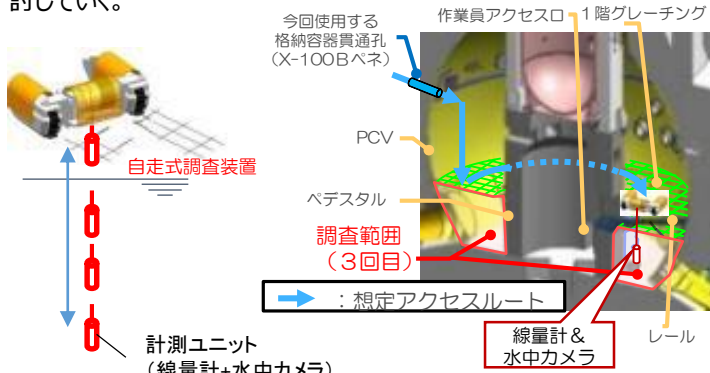 討していく。
今回使用する
格納容器貫通孔
(X-100Bペネ)
作業員アクセス口
1階グレーチング
自走式調査装置
PCV
ペデスタル
調査範囲
(3回目)
:想定アクセスルート
線量計&
水中カメラ
レール
計測ユニット
(線量計+水中カメラ)